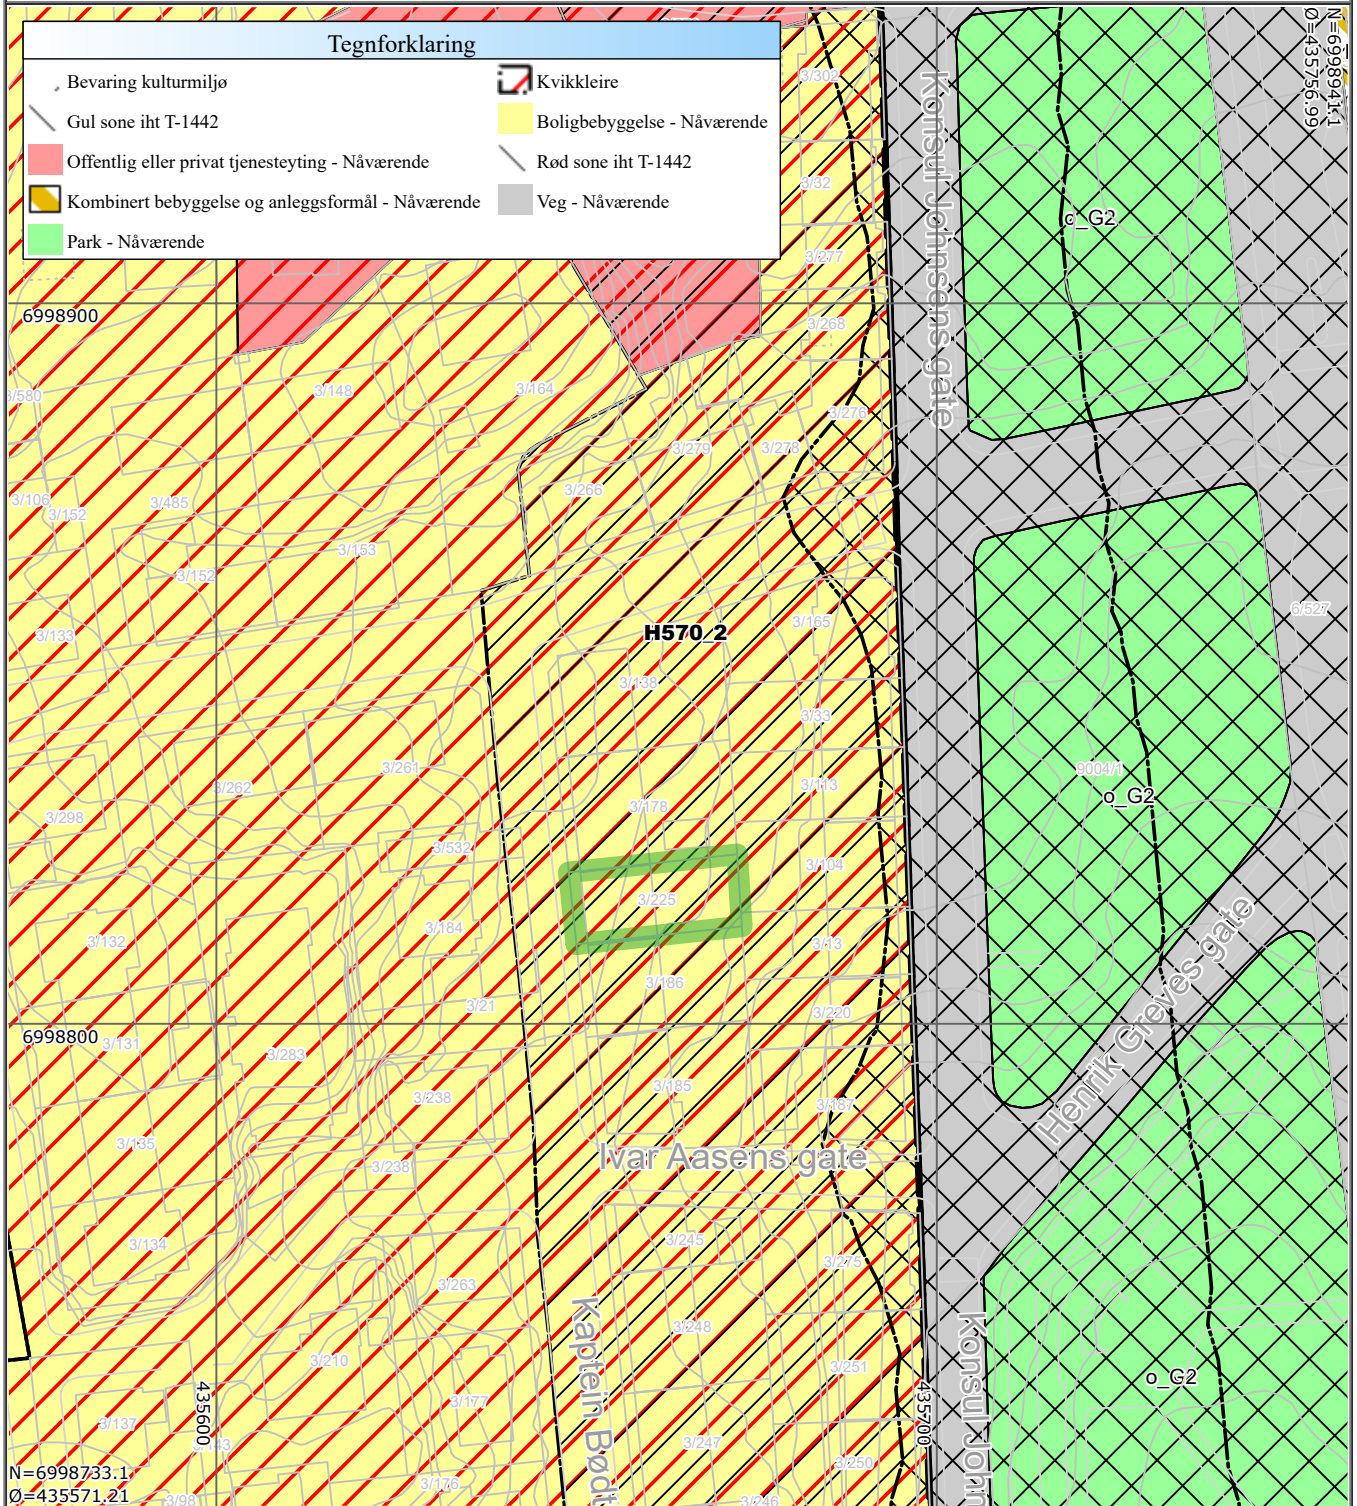 Tegnforklaring
Bevaring kulturmiljø
Kvikkleire
Gul sone iht T-1442
Boligbebyggelse - Nåværende
Offentlig eller privat tjenesteyting - Nåværende
Rød sone iht T-1442
Kombinert bebyggelse og anleggsformål - Nåværende
Veg - Nåværende
Park - Nåværende
N=6998941.1
Ø=435756.99
3/302
3/32
o_G2
3/277
6998900
3/268
Konsul Johnsens gate
3/148
3/164
3/580
3/276
3/279
3/278
3/266
3/106
3/152
3/485
3/153
3/152
6/527
3/133
H570_2
3/165
3/138
3/33
3/261
9004/1
3/262
3/113
o_G2
3/298
3/178
3/532
3/104
3/225
3/132
3/184
3/13
Henrik Greves gate
3/186
3/21
3/220
6998800
3/131
3/283
3/185
3/238
3/187
3/135
Ivar Aasens gate
3/238
3/134
3/245
3/275
3/263
3/248
3/210
3/251
o_G2
3/177
435600
435700
Kaptein Bødt
Konsul John
3/137
3/143
3/247
3/250
N=6998733.1
3/176
Ø=435571.21
3/98
3/246